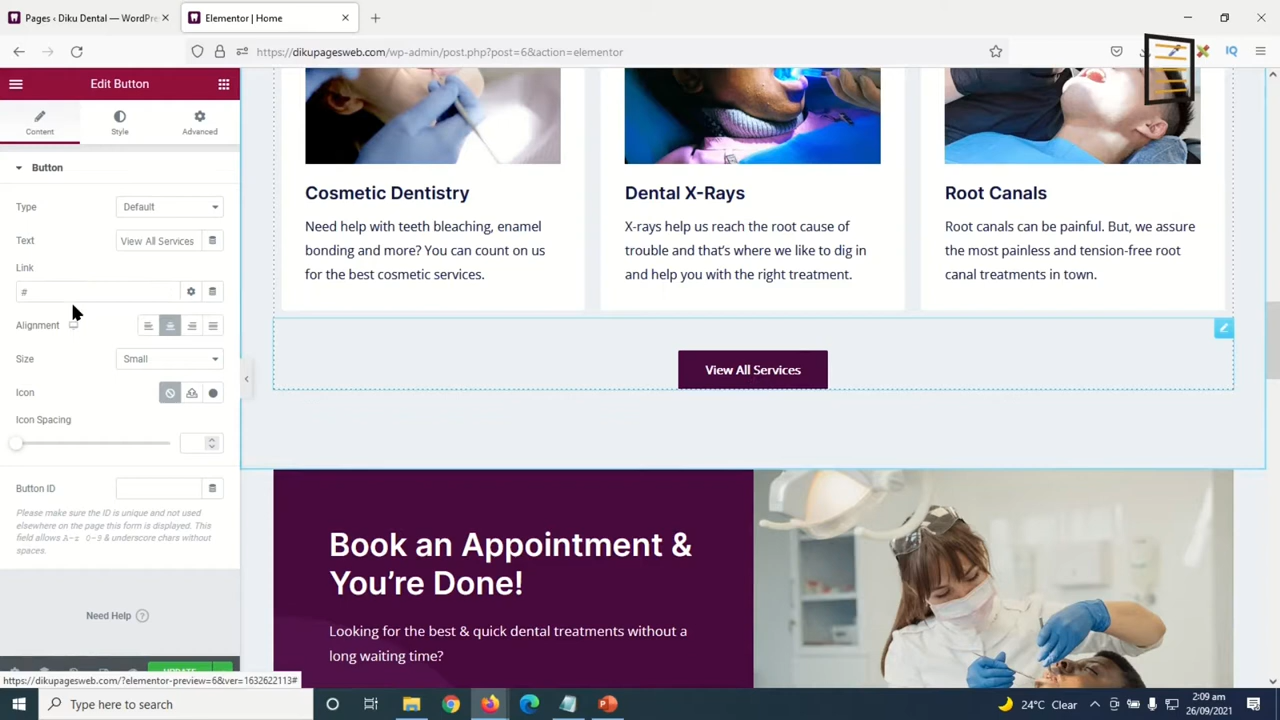 Pages ‹ Diku Dental — WordPre
Elementor | Home
https://dikupagesweb.com/wp-admin/post.php?post=6&action=elementor
IQ
Edit Button
Content
Style
Advanced
Button
Type
Default
Text
View All Services
Link
#
Alignment
Size
Small
Icon
Icon Spacing
Button ID
Please make sure the ID is unique and not used
elsewhere on the page this form is displayed. This
field allows A-z 0-9 & underscore chars without
spaces.
Need Help
?
UPDATE
https://dikupagesweb.com/?elementor-preview=6&ver=1632622113#
Cosmetic Dentistry
Need help with teeth bleaching, enamel
bonding and more? You can count on us
for the best cosmetic services.
Dental X-Rays
X-rays help us reach the root cause of
trouble and that's where we like to dig in
and help you with the right treatment.
Root Canals
Root canals can be painful. But, we assure
the most painless and tension-free root
canal treatments in town.
View All Services
Book an Appointment &
You're Done!
Looking for the best & quick dental treatments without a
long waiting time?
Type here to search
24°C Clear
2:09 am
26/09/2021